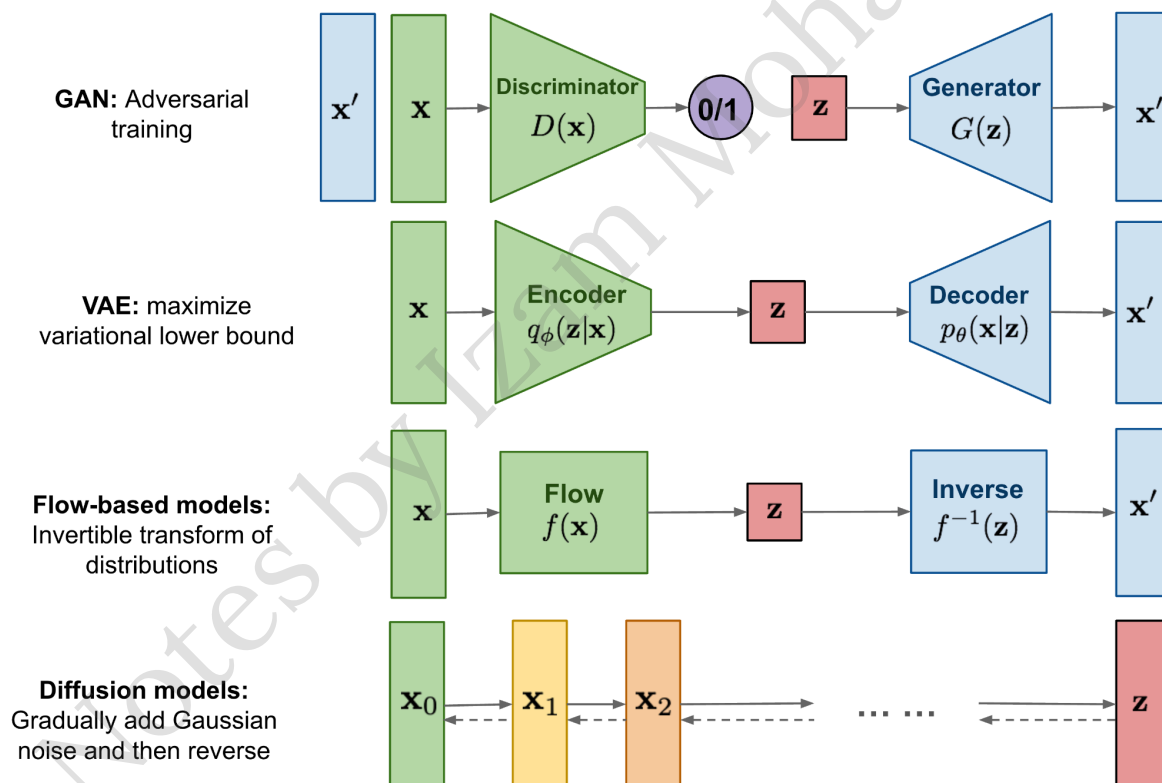 GAN: Adversarial
training
x′
x
Discriminator
D(x)
0/1
z
Generator
G(z)
x′
VAE: maximize
variational lower bound
x
Encoder
qϕ(z|x)
z
Decoder
pθ(x|z)
x′
Flow-based models:
Invertible transform of
distributions
x
Flow
f(x)
z
Inverse
f⁻¹(z)
x′
Diffusion models:
Gradually add Gaussian
noise and then reverse
x₀
x₁
x₂
... ...
z
Notes by Izam Moha